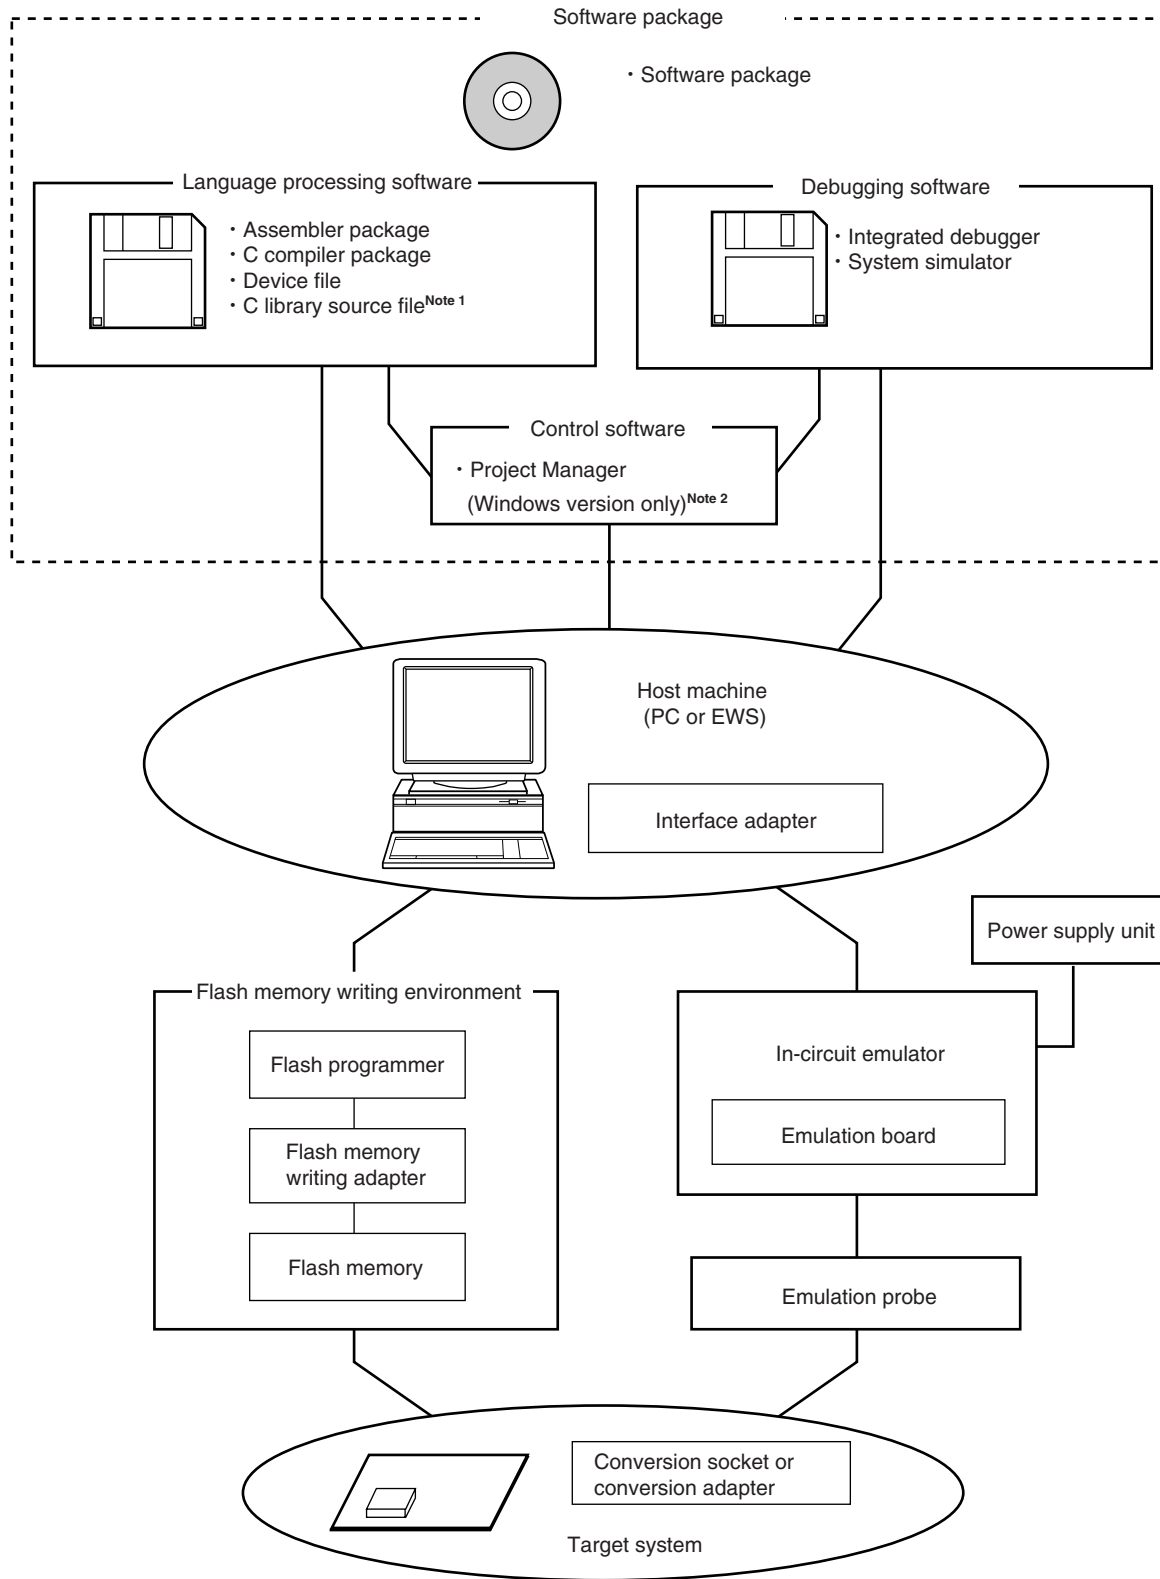 Software package
・Software package
Language processing software
・Assembler package
・C compiler package
・Device file
・C library source fileNote 1
Debugging software
・Integrated debugger
・System simulator
Control software
・Project Manager
(Windows version only)Note 2
Host machine
(PC or EWS)
Interface adapter
Power supply unit
Flash memory writing environment
Flash programmer
Flash memory
writing adapter
Flash memory
In-circuit emulator
Emulation board
Emulation probe
Conversion socket or
conversion adapter
Target system